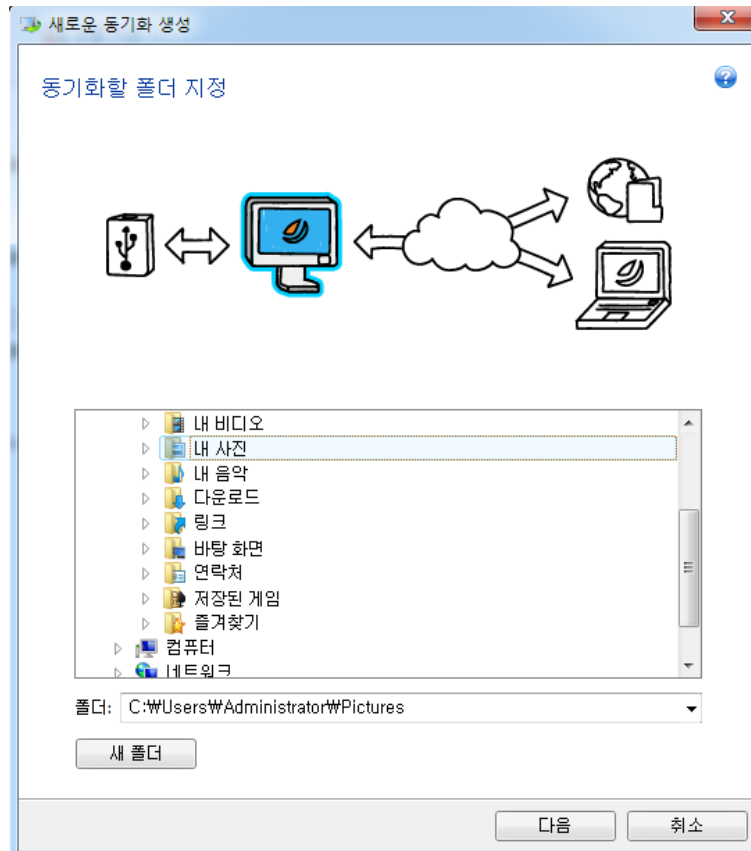 새로운 동기화 생성
동기화할 폴더 지정
내 비디오
내 사진
내 음악
다운로드
링크
바탕 화면
연락처
저장된 게임
즐겨찾기
컴퓨터
네트워크
폴더: C:₩Users₩Administrator₩Pictures
새 폴더
다음 취소